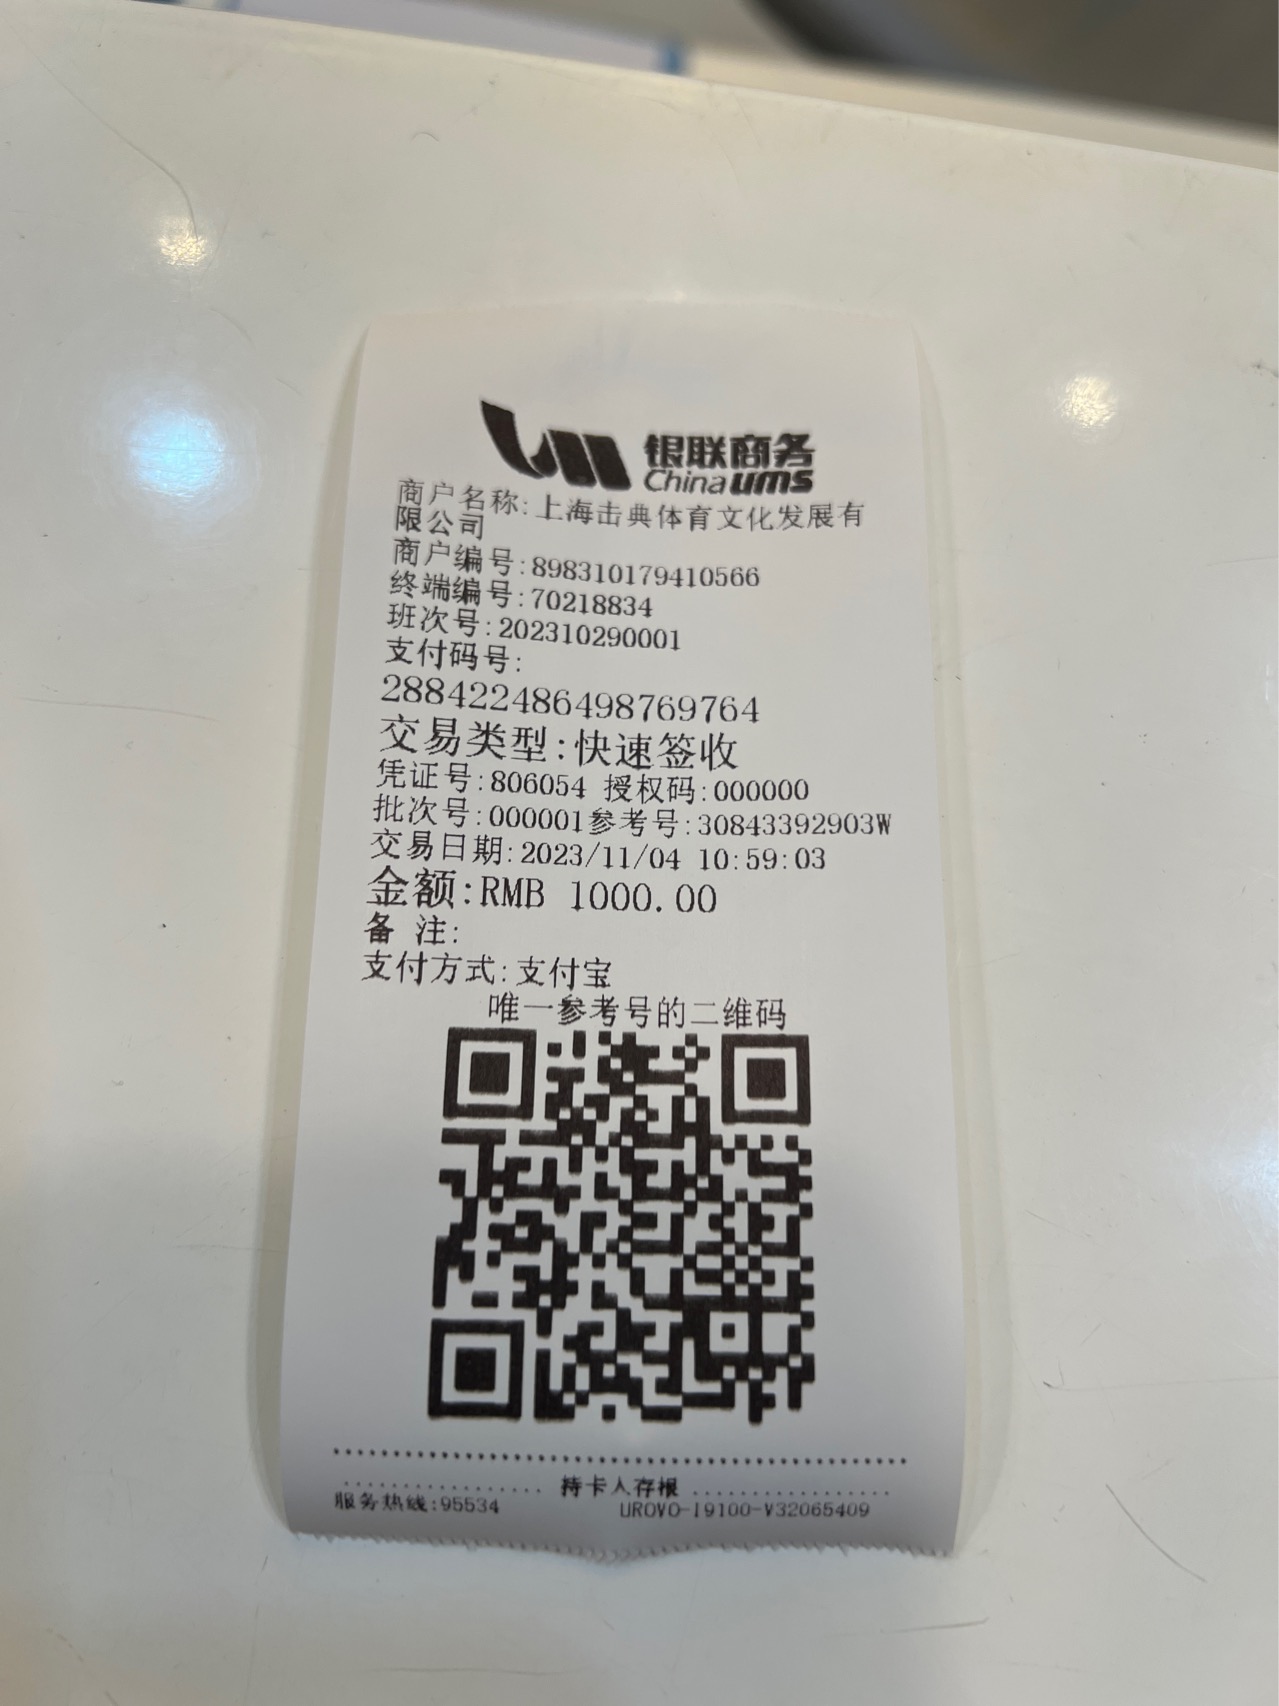 银联商务
China ums
商户名称:上海击典体育文化发展有
限公司
商户编号:898310179410566
终端编号:70218834
班次号:202310290001
支付码号:
288422486498769764
交易类型:快速签收
凭证号:806054 授权码:000000
批次号:000001参考号:30843392903W
交易日期:2023/11/04 10:59:03
金额:RMB 1000.00
备 注:
支付方式:支付宝
唯一参考号的二维码
持卡人存根
服务热线:95534 UROVO-I9100-V32065409